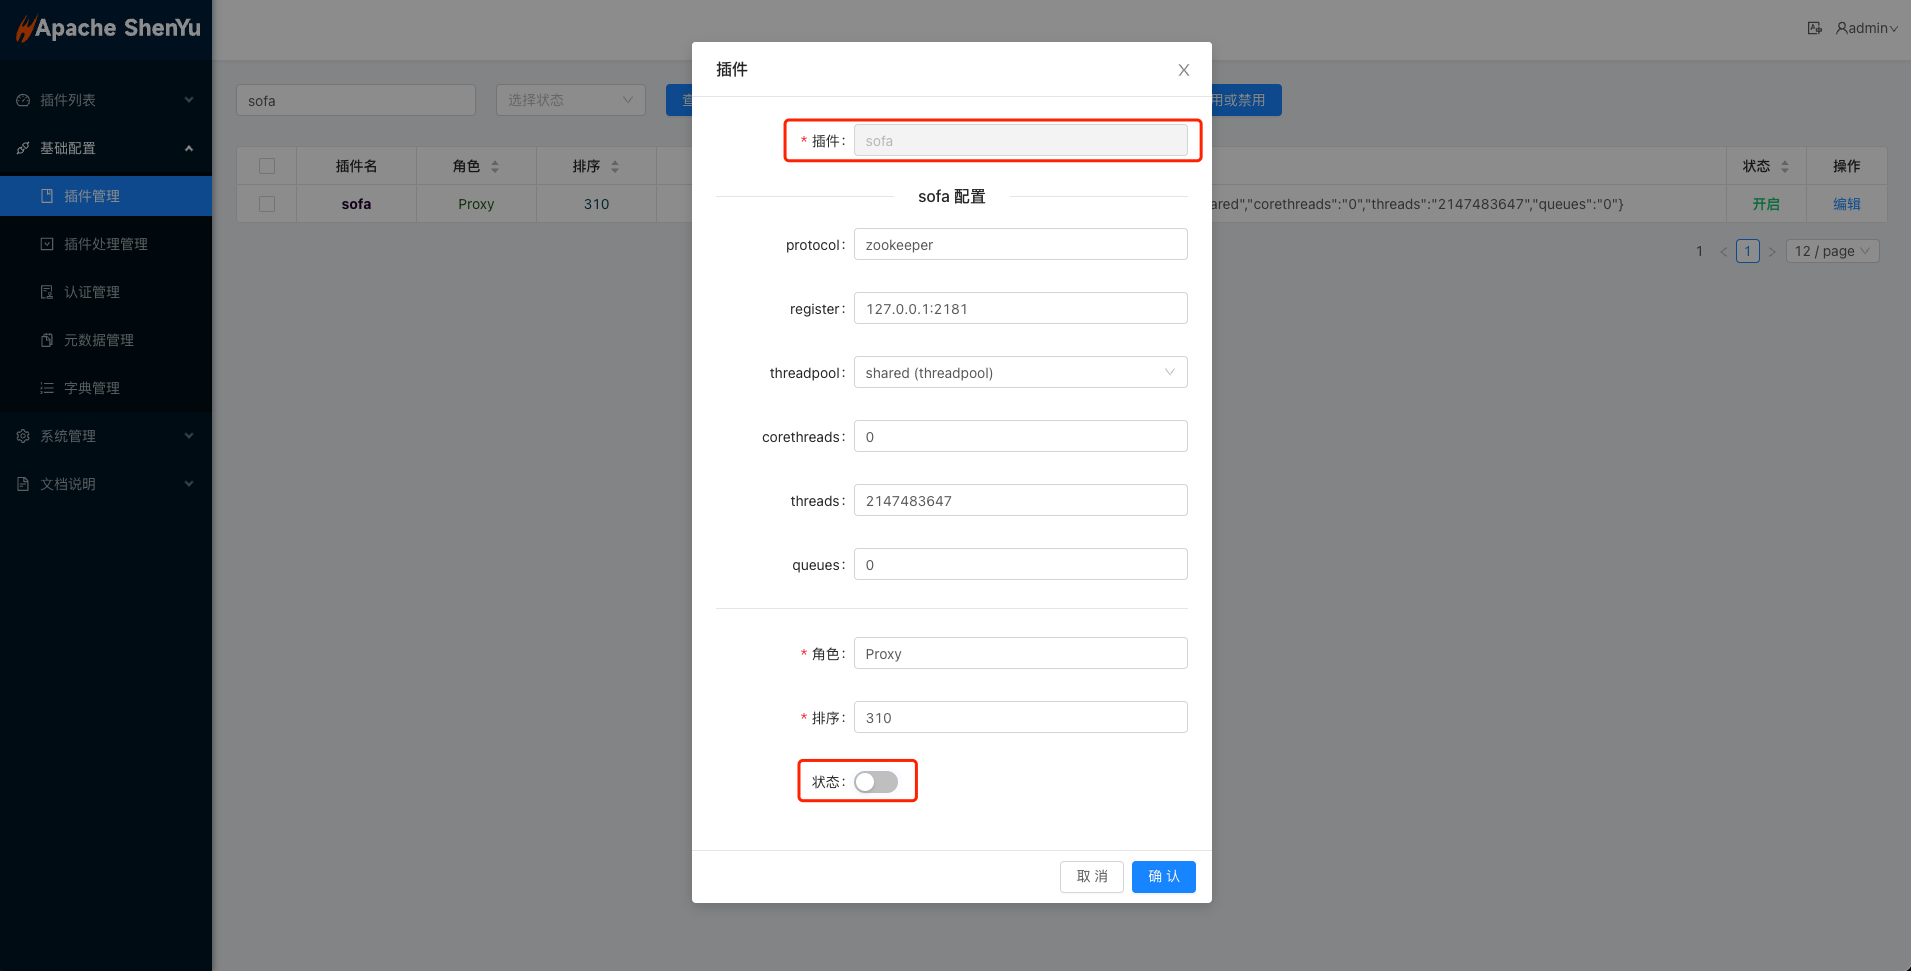 Apache ShenYu
admin
插件列表
基础配置
插件管理
插件处理管理
认证管理
元数据管理
字典管理
系统管理
文档说明
sofa
选择状态
用或禁用
插件名
角色
排序
状态
操作
sofa
Proxy
310
ared","corethreads":"0","threads":"2147483647","queues":"0"}
开启
编辑
1
1
12 / page
插件
* 插件:
sofa
sofa 配置
protocol:
zookeeper
register:
127.0.0.1:2181
threadpool:
shared (threadpool)
corethreads:
0
threads:
2147483647
queues:
0
* 角色:
Proxy
* 排序:
310
状态:
取 消
确 认